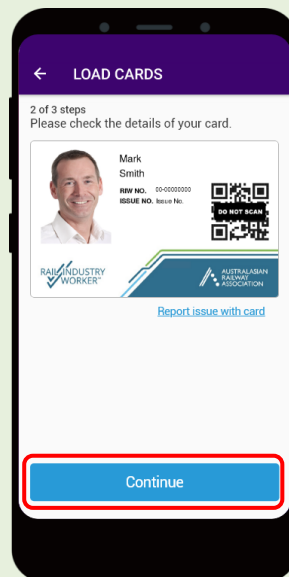 LOAD CARDS
2 of 3 steps
Please check the details of your card.
Mark
Smith
RIW NO. 00-00000000
ISSUE NO. Issue No.
DO NOT SCAN
RAIL INDUSTRY
WORKER™
AUSTRALASIAN
RAILWAY
ASSOCIATION
Report issue with card
Continue